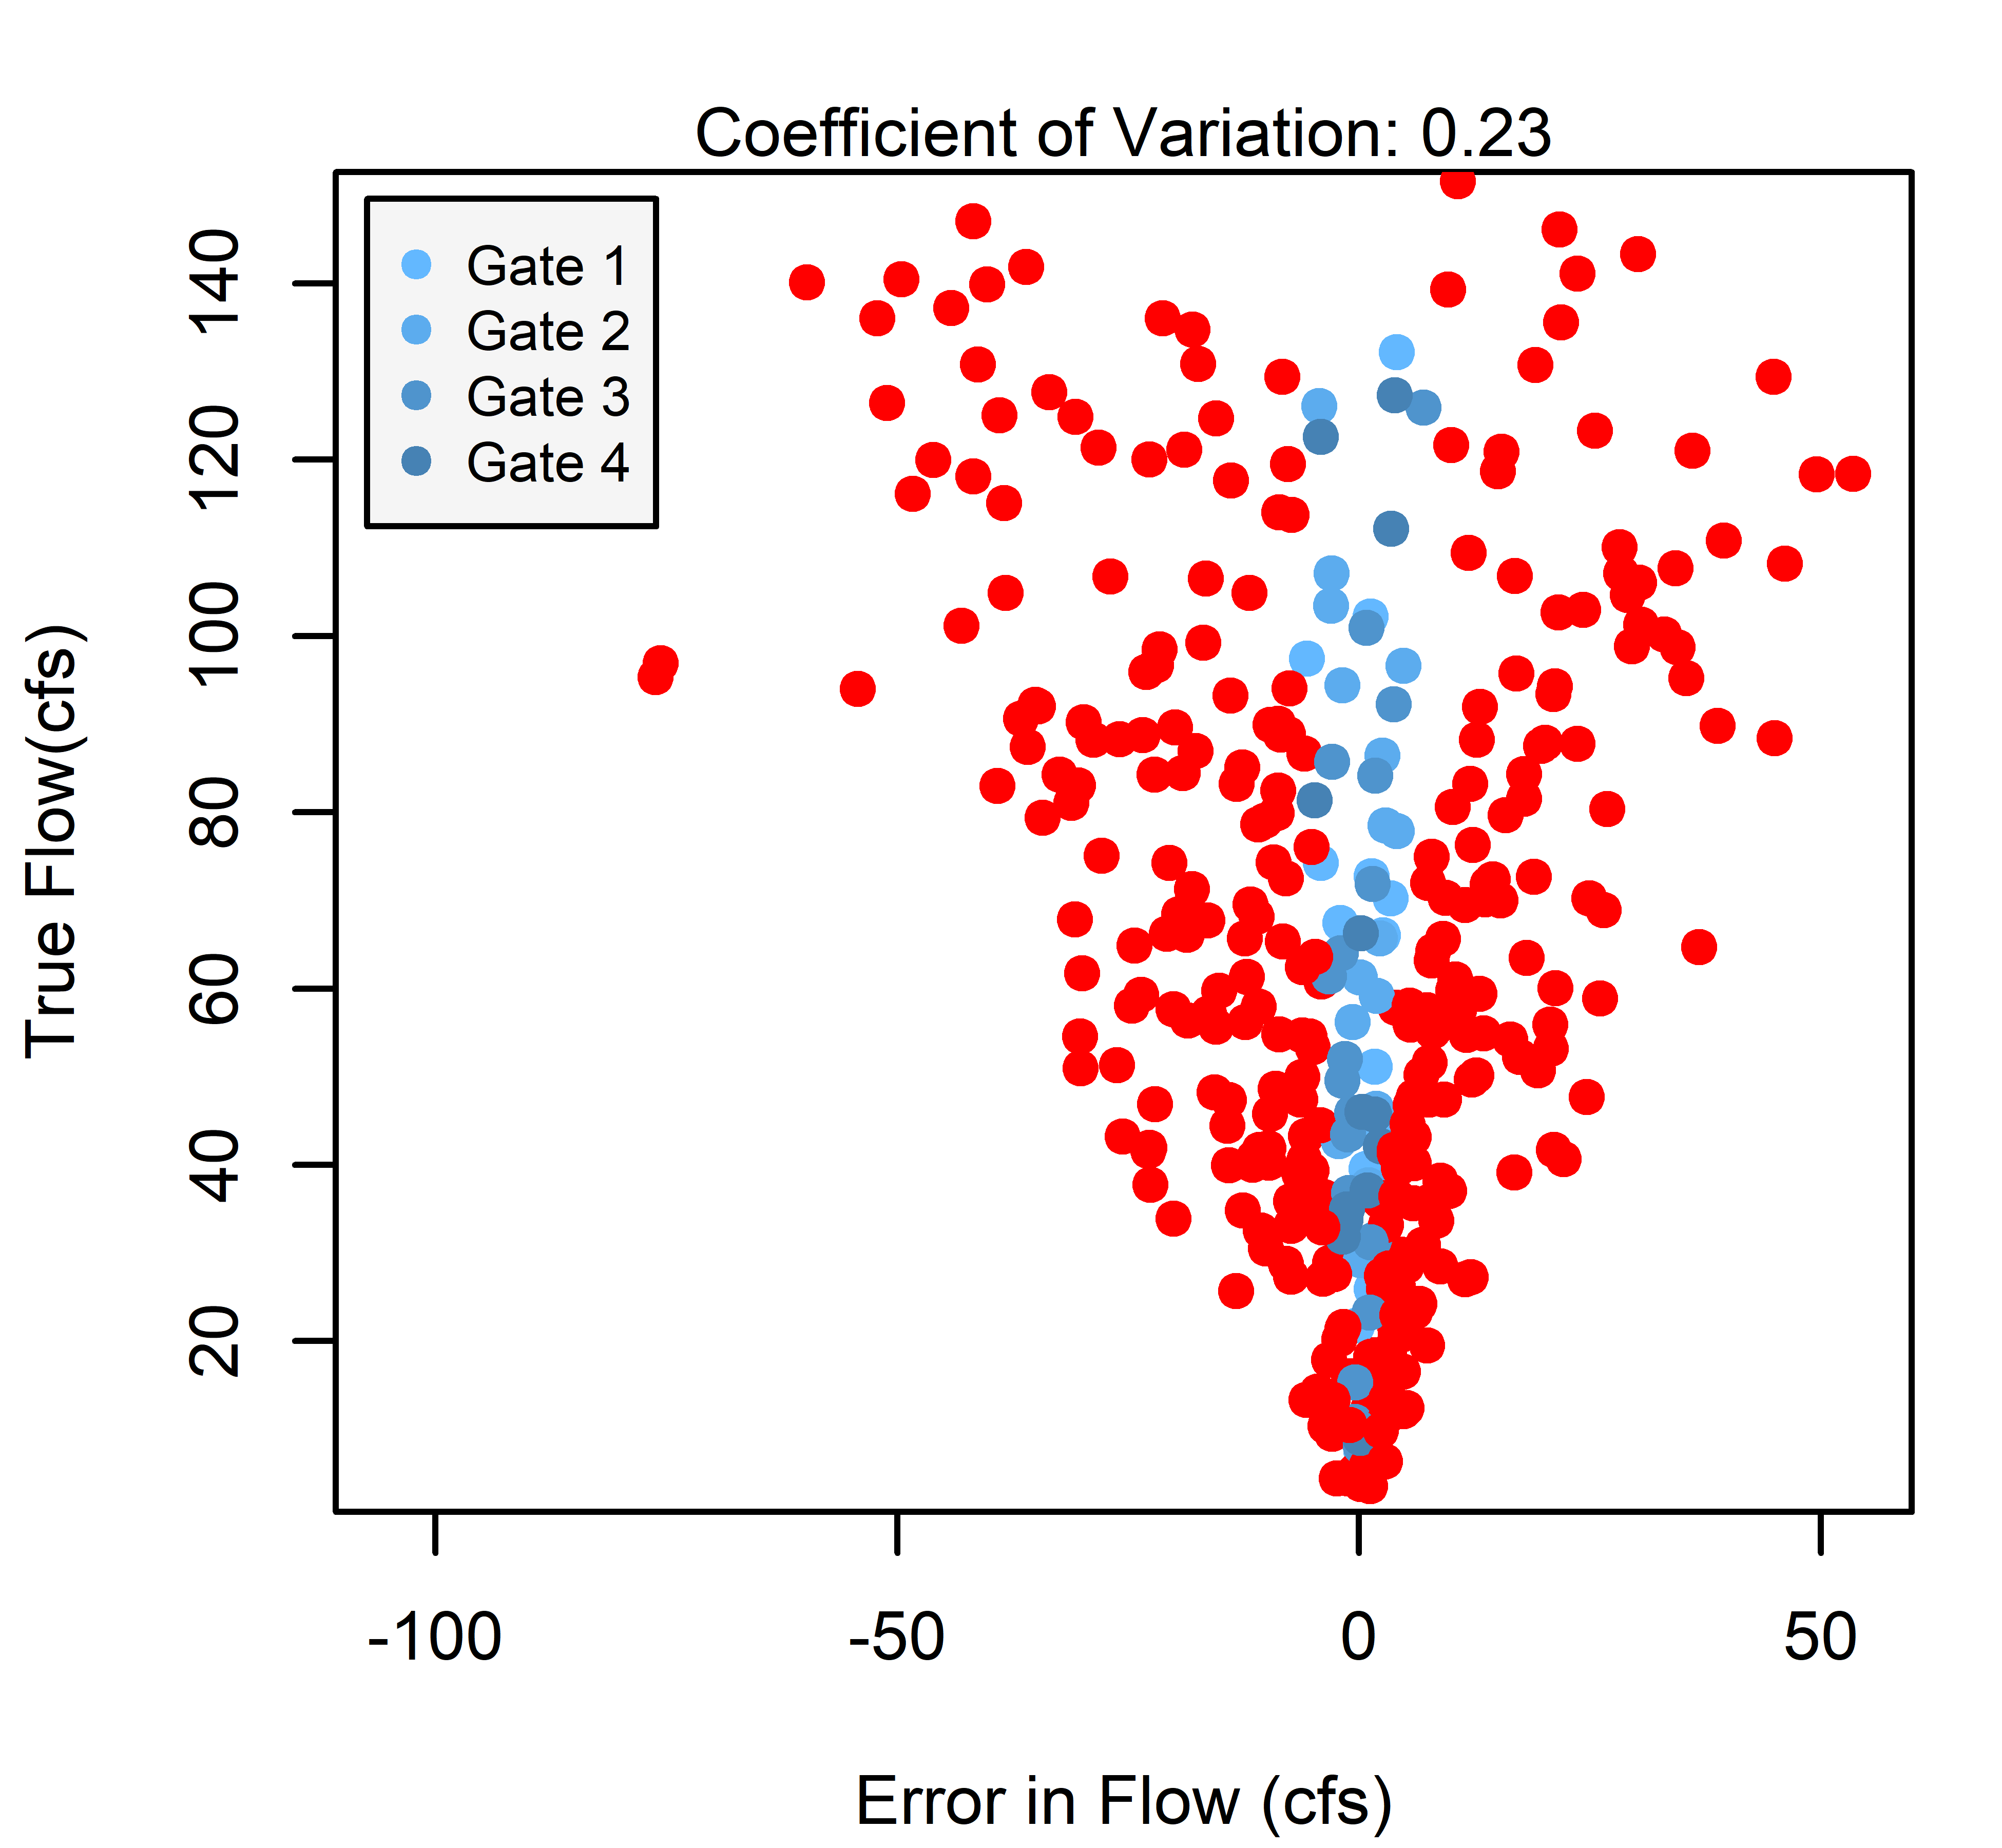 Coefficient of Variation: 0.23
Gate 1
Gate 2
Gate 3
Gate 4
True Flow(cfs)
140
120
100
80
60
40
20
-100
-50
0
50
Error in Flow (cfs)